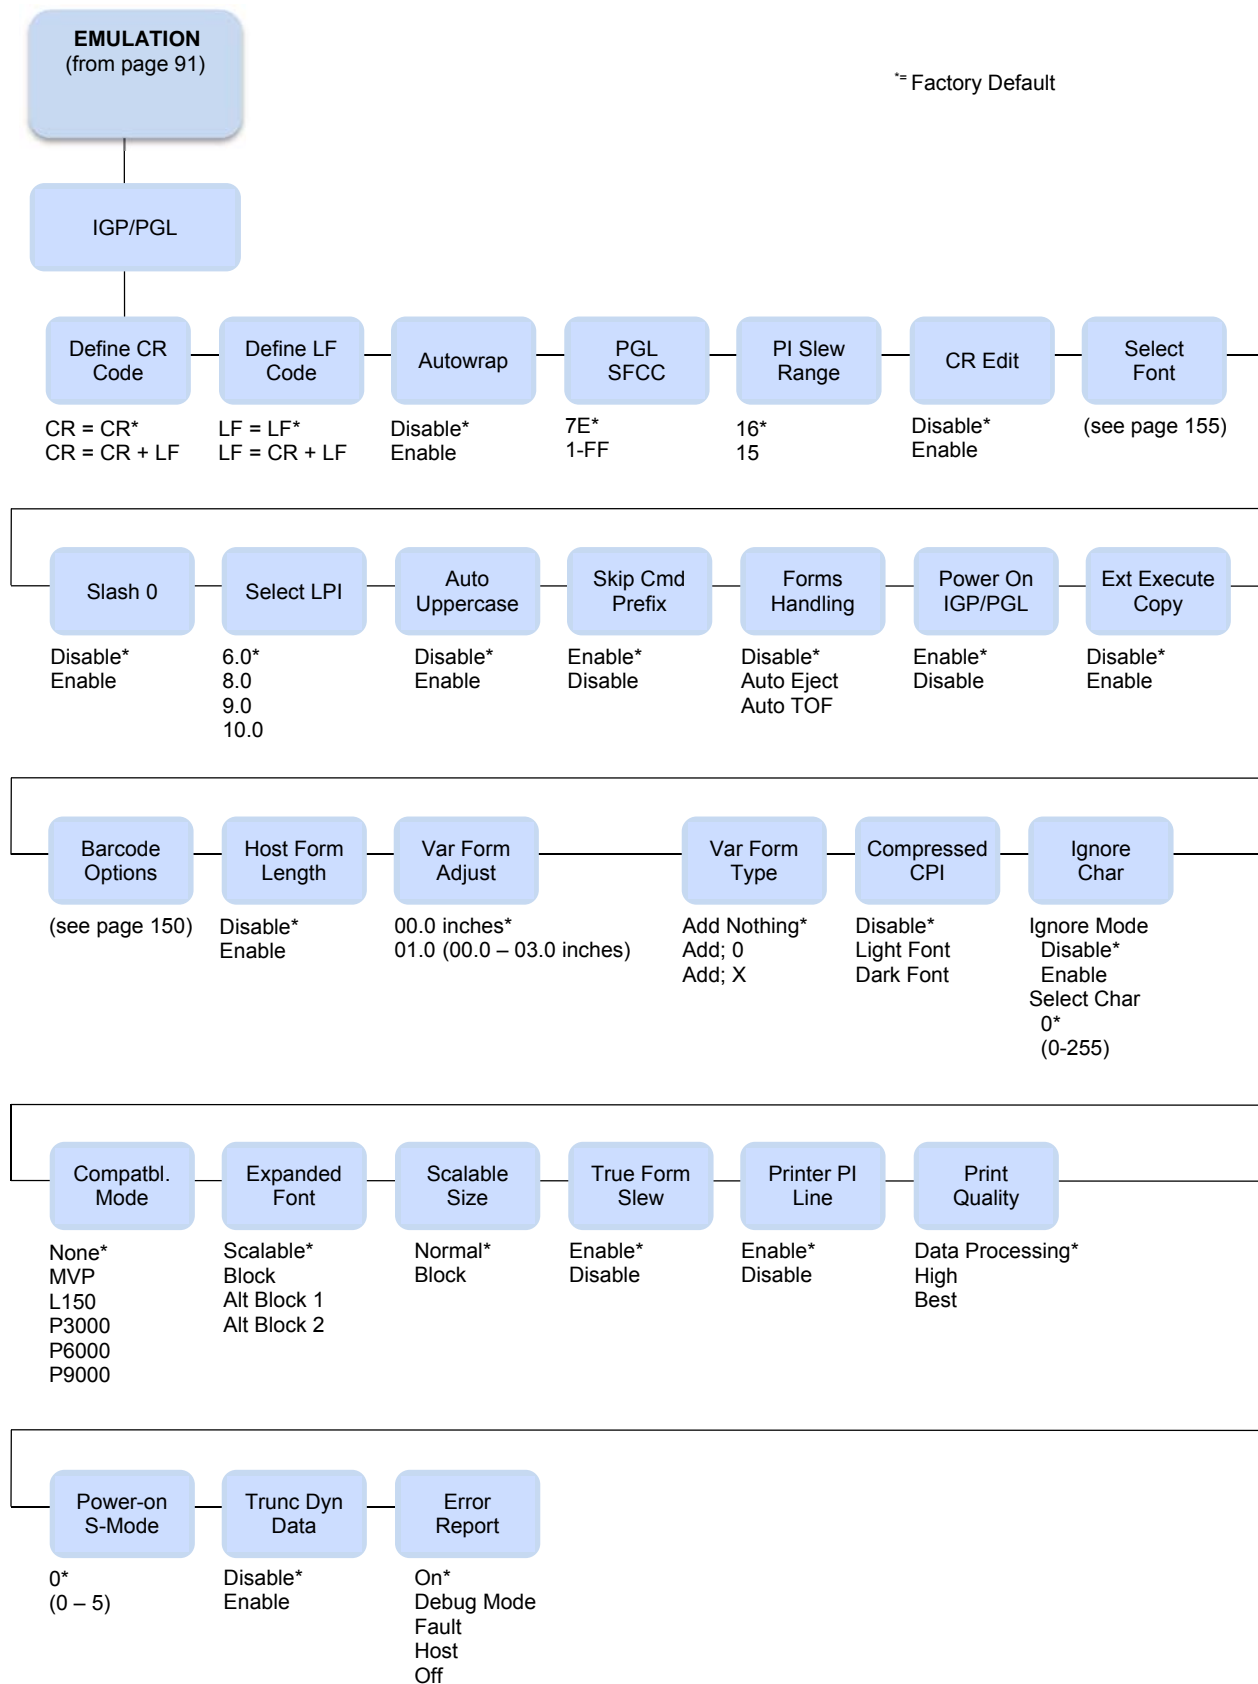 EMULATION
(from page 91)
*= Factory Default
IGP/PGL
Define CR
Code
CR = CR*
CR = CR + LF
Define LF
Code
LF = LF*
LF = CR + LF
Autowrap
Disable*
Enable
PGL
SFCC
7E*
1-FF
PI Slew
Range
16*
15
CR Edit
Disable*
Enable
Select
Font
(see page 155)
Slash 0
Disable*
Enable
Select LPI
6.0*
8.0
9.0
10.0
Auto
Uppercase
Disable*
Enable
Skip Cmd
Prefix
Enable*
Disable
Forms
Handling
Disable*
Auto Eject
Auto TOF
Power On
IGP/PGL
Enable*
Disable
Ext Execute
Copy
Disable*
Enable
Barcode
Options
(see page 150)
Host Form
Length
Disable*
Enable
Var Form
Adjust
00.0 inches*
01.0 (00.0 – 03.0 inches)
Var Form
Type
Add Nothing*
Add; 0
Add; X
Compressed
CPI
Disable*
Light Font
Dark Font
Ignore
Char
Ignore Mode
Disable*
Enable
Select Char
0*
(0-255)
Compatbl.
Mode
None*
MVP
L150
P3000
P6000
P9000
Expanded
Font
Scalable*
Block
Alt Block 1
Alt Block 2
Scalable
Size
Normal*
Block
True Form
Slew
Enable*
Disable
Printer PI
Line
Enable*
Disable
Print
Quality
Data Processing*
High
Best
Power-on
S-Mode
0*
(0 – 5)
Trunc Dyn
Data
Disable*
Enable
Error
Report
On*
Debug Mode
Fault
Host
Off